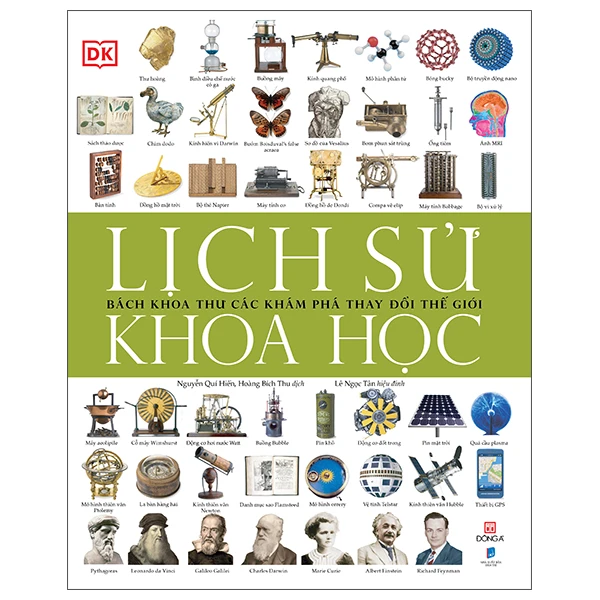 DK
Thư hoàng
Bình điều chế nước có ga
Buồng mây
Kính quang phổ
Mô hình phân tử
Bóng bucky
Bộ truyền động nano
Sách thảo dược
Chim dodo
Kính hiển vi Darwin
Bướm Boisduval's false acraea
Sơ đồ của Vesalius
Bơm phun sát trùng
Ống tiêm
Ảnh MRI
Bàn tính
Đồng hồ mặt trời
Bộ thẻ Napier
Máy tính cơ
Đồng hồ de Dondi
Compa vẽ elip
Máy tính Babbage
Bộ vi xử lý
LỊCH SỬ
BÁCH KHOA THƯ CÁC KHÁM PHÁ THAY ĐỔI THẾ GIỚI
KHOA HỌC
Nguyễn Quí Hiển, Hoàng Bích Thu dịch
Lê Ngọc Tân hiệu đính
Máy aeolipile
Cỗ máy Wimshurst
Động cơ hơi nước Watt
Buồng Bubble
Pin khô
Động cơ đốt trong
Pin mặt trời
Quả cầu plasma
Mô hình thiên văn Ptolemy
La bàn hàng hải
Kính thiên văn Newton
Danh mục sao Flamsteed
Mô hình orrery
Vệ tinh Telstar
Kính thiên văn Hubble
Thiết bị GPS
Pythagoras
Leonardo da Vinci
Galileo Galilei
Charles Darwin
Marie Curie
Albert Einstein
Richard Feynman
ĐÔNG A